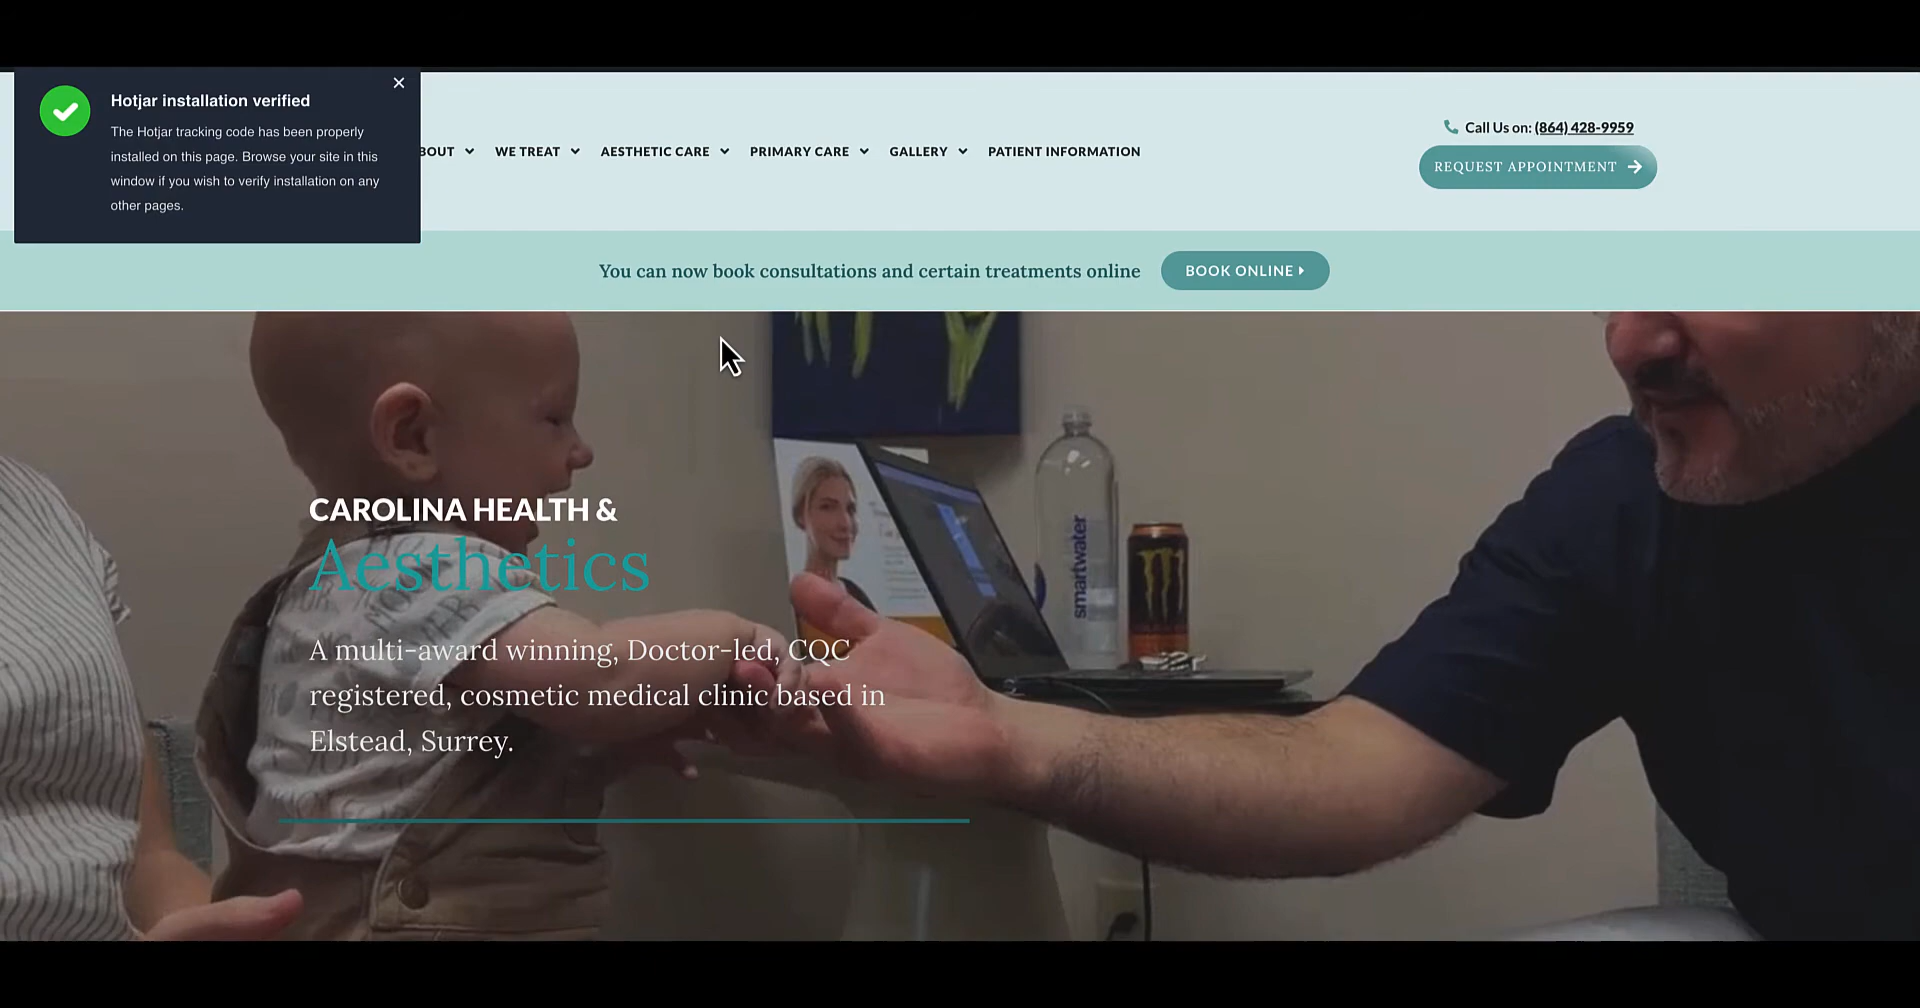 Hotjar installation verified
The Hotjar tracking code has been properly
installed on this page. Browse your site in this
window if you wish to verify installation on any
other pages.
BOUT
WE TREAT
AESTHETIC CARE
PRIMARY CARE
GALLERY
PATIENT INFORMATION
Call Us on: (864) 428-9959
REQUEST APPOINTMENT
You can now book consultations and certain treatments online
BOOK ONLINE
CAROLINA HEALTH &
Aesthetics
A multi-award winning, Doctor-led, CQC
registered, cosmetic medical clinic based in
Elstead, Surrey.
smartwater